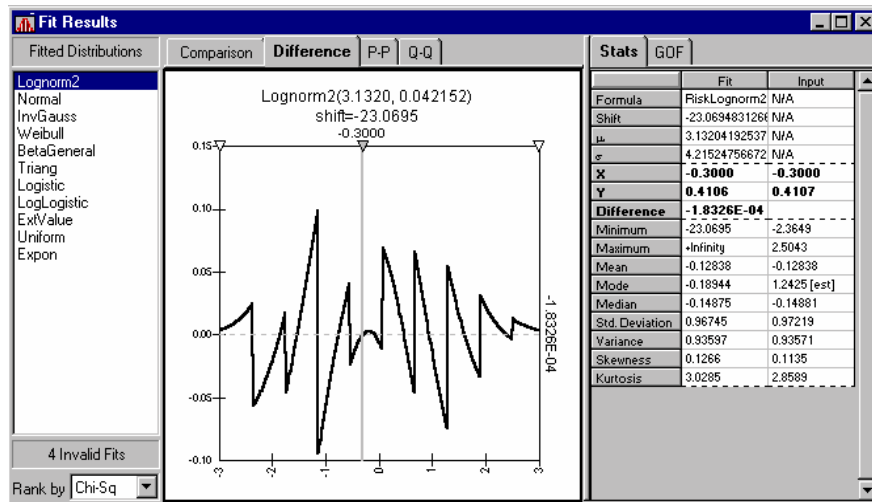 Fit Results
Fitted Distributions
Lognorm2
Normal
InvGauss
Weibull
BetaGeneral
Triang
Logistic
LogLogistic
ExtValue
Uniform
Expon
4 Invalid Fits
Rank by Chi-Sq
Comparison Difference P-P Q-Q
Lognorm2(3.1320, 0.042152)
shift=-23.0695
-0.3000
0.15
0.10
0.05
0.00
-0.05
-0.10
-3 -2 -1 0 1 2 3
-1.8326E-04
Stats GOF
Fit Input
Formula RiskLognorm2 N/A
Shift -23.0694831266 N/A
μ 3.13204192537 N/A
σ 4.21524756672 N/A
X -0.3000 -0.3000
Y 0.4106 0.4107
Difference -1.8326E-04
Minimum -23.0695 -2.3649
Maximum +Infinity 2.5043
Mean -0.12838 -0.12838
Mode -0.18944 1.2425 [est]
Median -0.14875 -0.14881
Std. Deviation 0.96745 0.97219
Variance 0.93597 0.93571
Skewness 0.1266 0.1135
Kurtosis 3.0285 2.8589